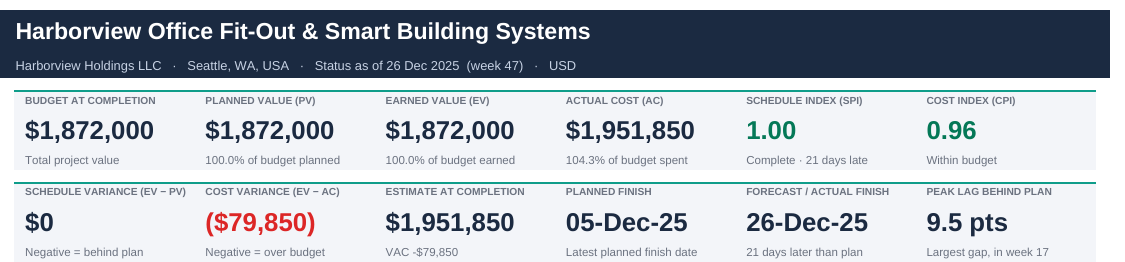 Harborview Office Fit-Out & Smart Building Systems
Harborview Holdings LLC · Seattle, WA, USA · Status as of 26 Dec 2025 (week 47) · USD
BUDGET AT COMPLETION PLANNED VALUE (PV) EARNED VALUE (EV) ACTUAL COST (AC) SCHEDULE INDEX (SPI) COST INDEX (CPI)
$1,872,000 $1,872,000 $1,872,000 $1,951,850 1.00 0.96
Total project value 100.0% of budget planned 100.0% of budget earned 104.3% of budget spent Complete · 21 days late Within budget
SCHEDULE VARIANCE (EV − PV) COST VARIANCE (EV − AC) ESTIMATE AT COMPLETION PLANNED FINISH FORECAST / ACTUAL FINISH PEAK LAG BEHIND PLAN
$0 ($79,850) $1,951,850 05-Dec-25 26-Dec-25 9.5 pts
Negative = behind plan Negative = over budget VAC -$79,850 Latest planned finish date 21 days later than plan Largest gap, in week 17